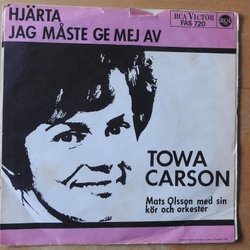 HJÄRTA
JAG MÅSTE GE MEJ AV
RCA VICTOR
FAS 720
RCA
TOWA
CARSON
Mats Olsson med sin
kör och orkester